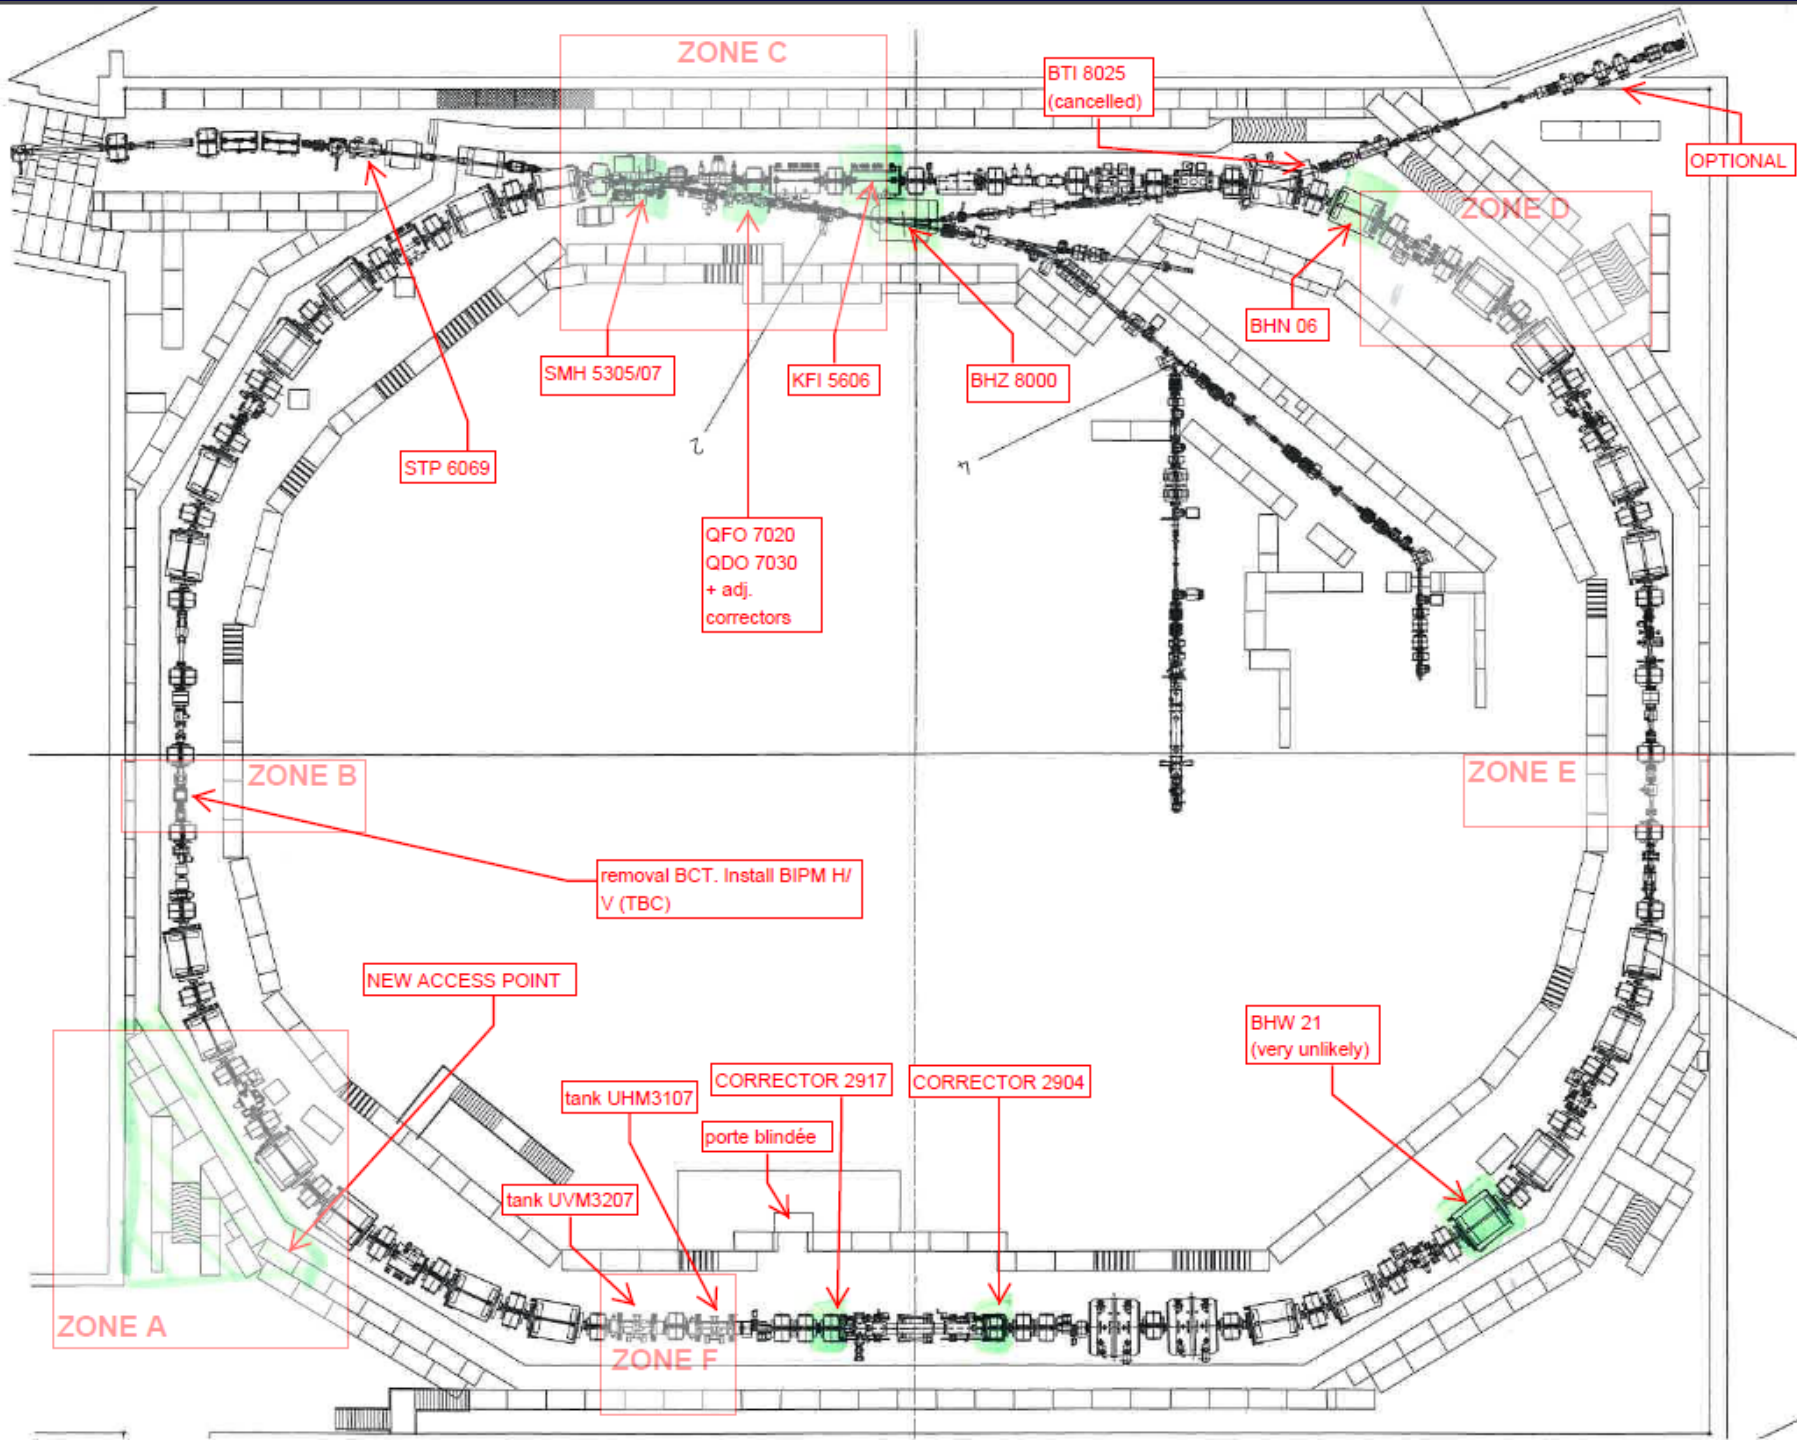 ZONE C
BTI 8025
(cancelled)
OPTIONAL
ZONE D
BHN 06
SMH 5305/07
KFI 5606
BHZ 8000
STP 6069
2
4
QFO 7020
QDO 7030
+ adj.
correctors
ZONE B
ZONE E
removal BCT. Install BIPM H/
V (TBC)
NEW ACCESS POINT
BHW 21
(very unlikely)
CORRECTOR 2917
CORRECTOR 2904
tank UHM3107
porte blindée
tank UVM3207
ZONE A
ZONE F